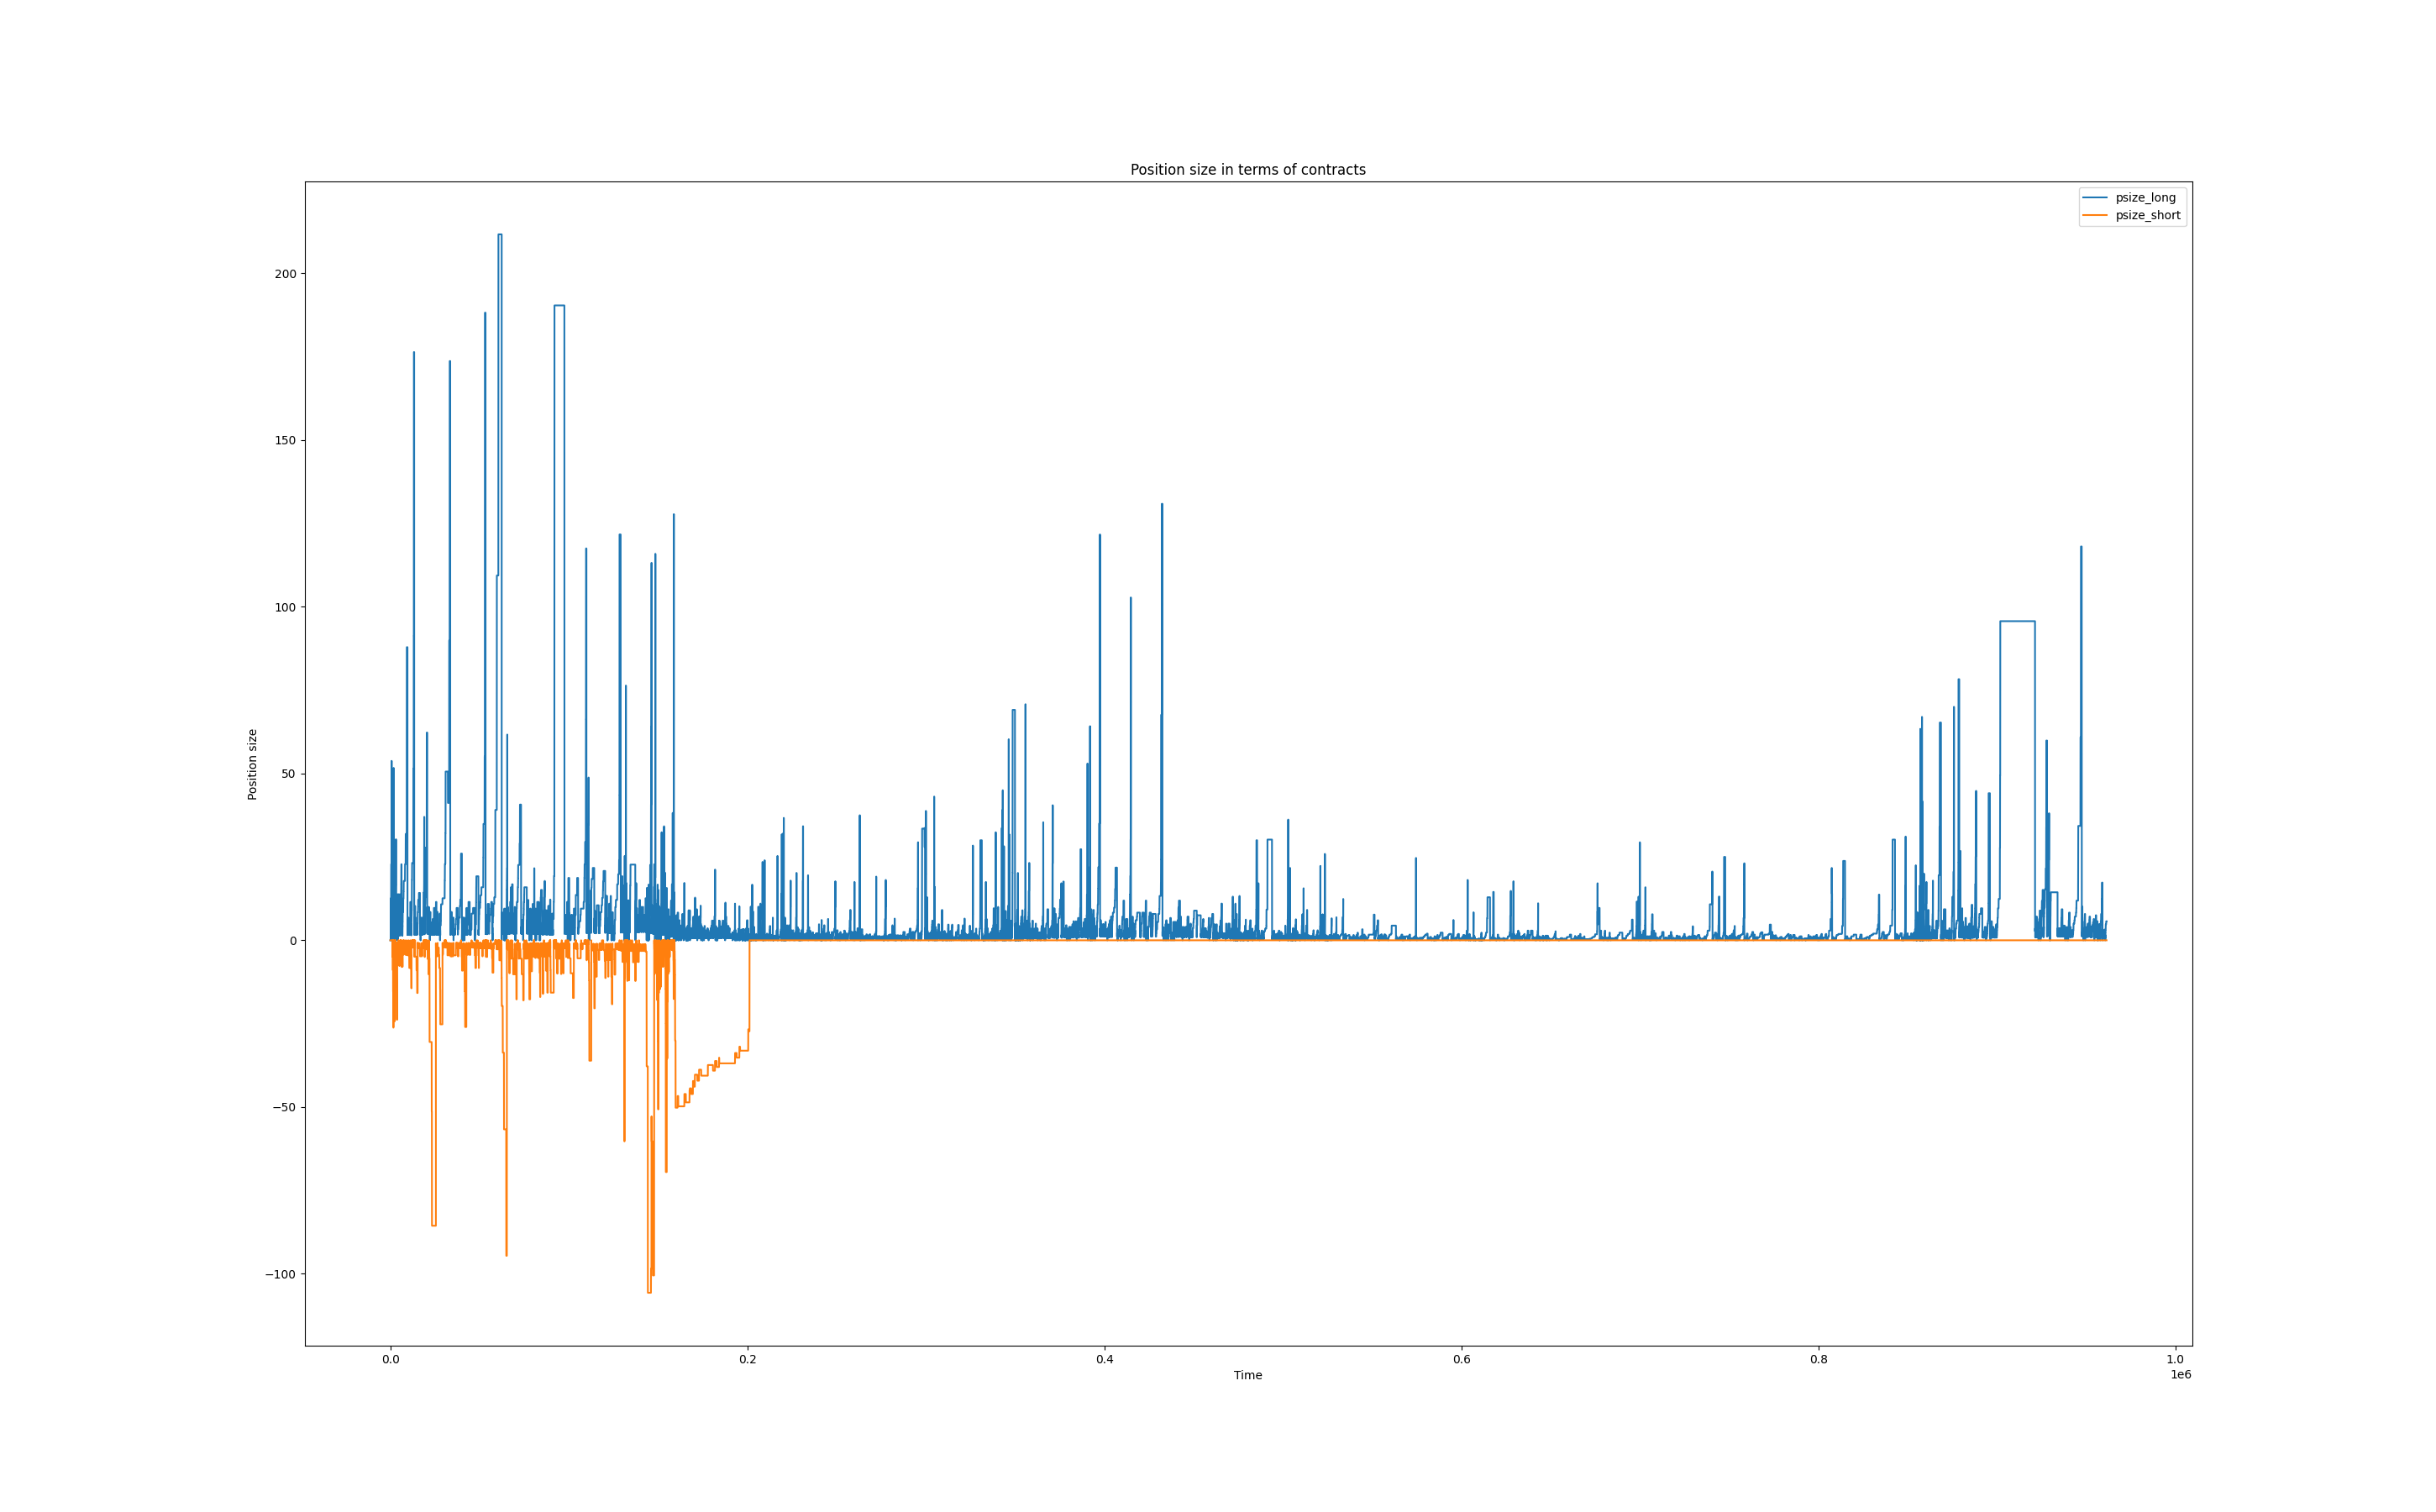 Position size in terms of contracts
psize_long
psize_short
200
150
100
50
0
−50
−100
Position size
0.0
0.2
0.4
0.6
0.8
1.0
1e6
Time